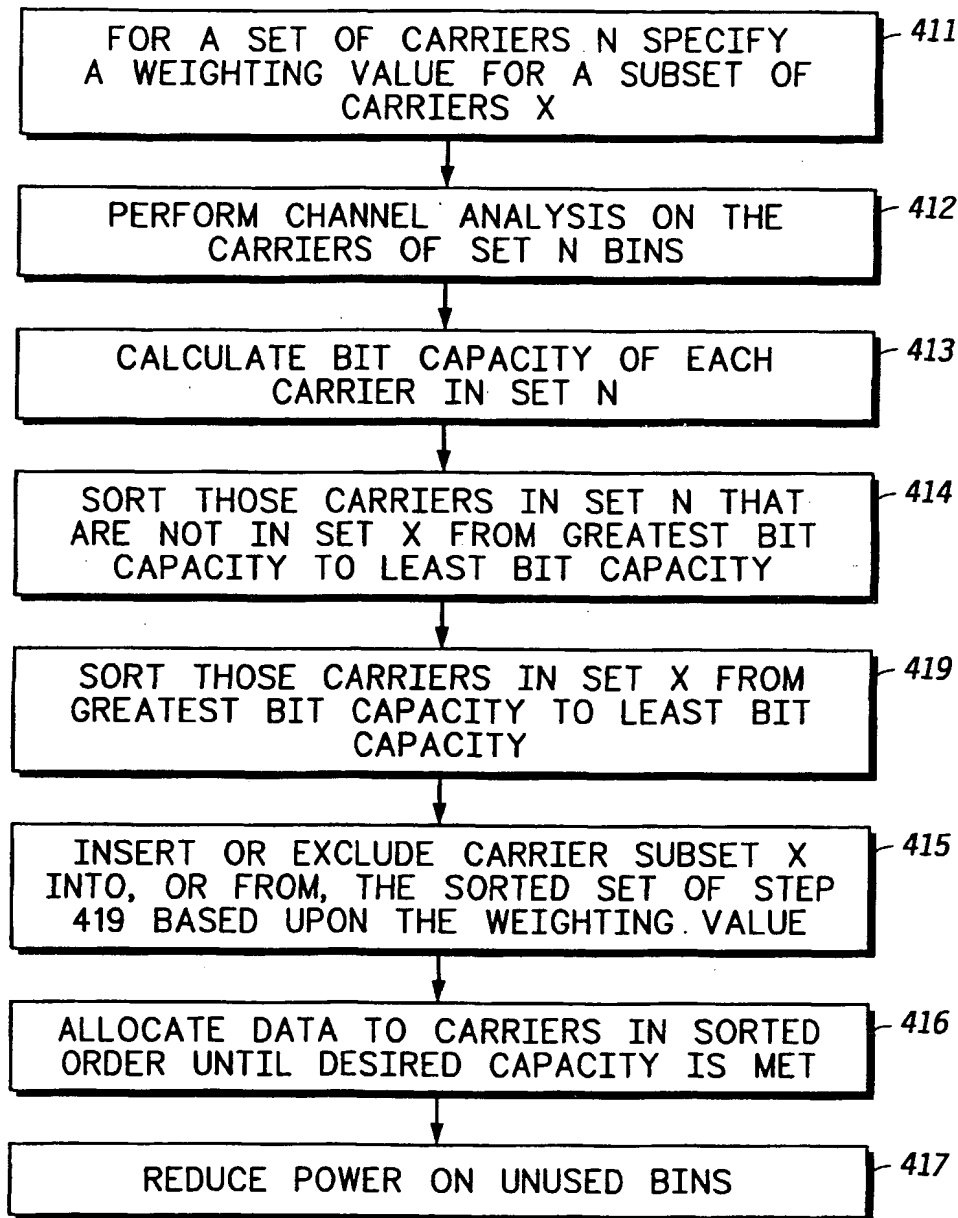 FOR A SET OF CARRIERS N SPECIFY
A WEIGHTING VALUE FOR A SUBSET OF
CARRIERS X
411
PERFORM CHANNEL ANALYSIS ON THE
CARRIERS OF SET N BINS
412
CALCULATE BIT CAPACITY OF EACH
CARRIER IN SET N
413
SORT THOSE CARRIERS IN SET N THAT
ARE NOT IN SET X FROM GREATEST BIT
CAPACITY TO LEAST BIT CAPACITY
414
SORT THOSE CARRIERS IN SET X FROM
GREATEST BIT CAPACITY TO LEAST BIT
CAPACITY
419
INSERT OR EXCLUDE CARRIER SUBSET X
INTO, OR FROM, THE SORTED SET OF STEP
419 BASED UPON THE WEIGHTING VALUE
415
ALLOCATE DATA TO CARRIERS IN SORTED
ORDER UNTIL DESIRED CAPACITY IS MET
416
REDUCE POWER ON UNUSED BINS
417